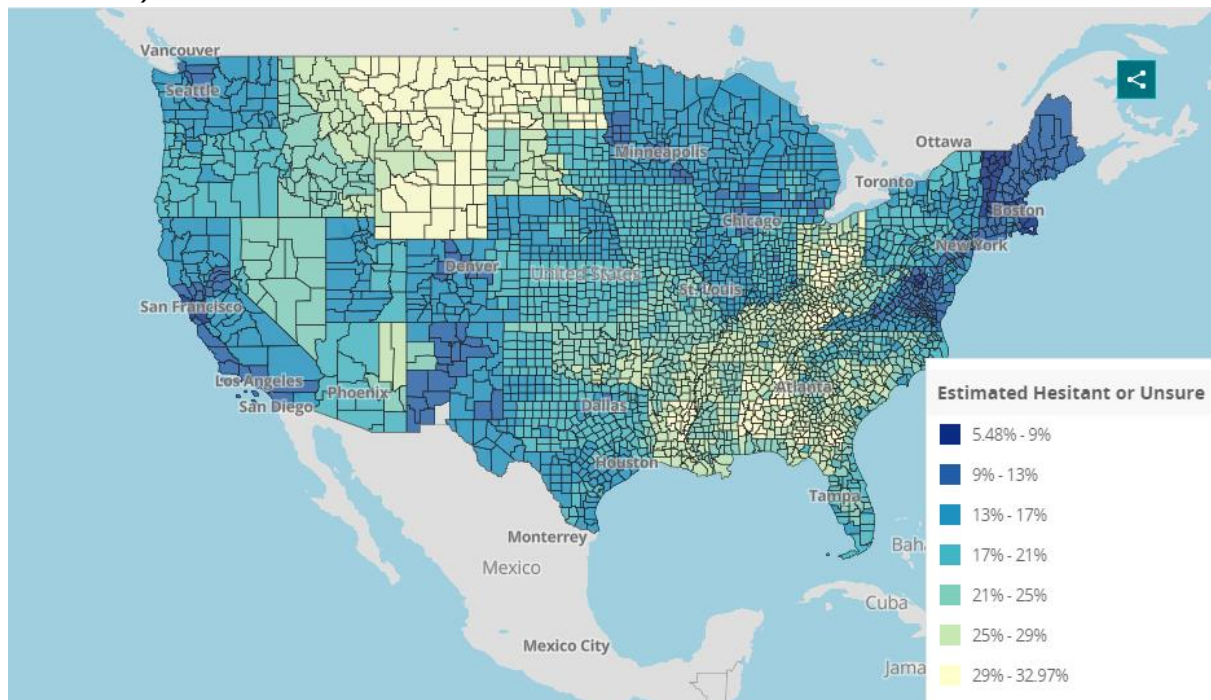 Vancouver
Seattle
Ottawa
Minneapolis
Toronto
Boston
Chicago
New York
Denver
United States
St. Louis
San Francisco
Los Angeles
Phoenix
Atlanta
San Diego
Dallas
Houston
Tampa
Monterrey
Mexico
Cuba
Mexico City
Estimated Hesitant or Unsure
5.48% - 9%
9% - 13%
13% - 17%
17% - 21%
21% - 25%
25% - 29%
29% - 32.97%